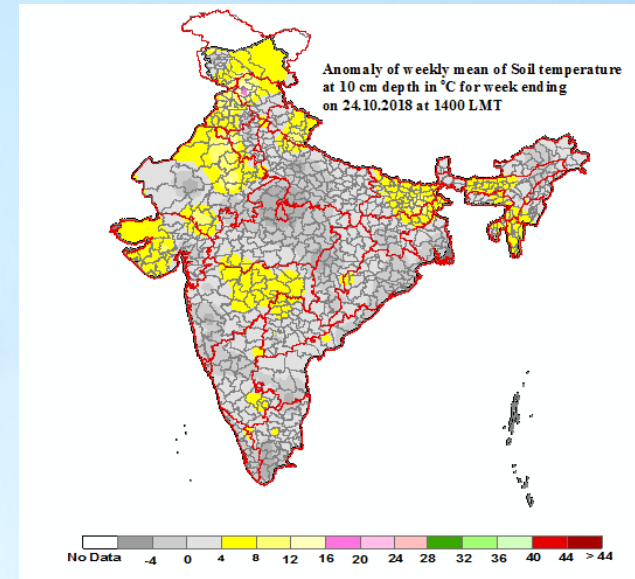 Anomaly of weekly mean of Soil temperature
at 10 cm depth in °C for week ending
on 24.10.2018 at 1400 LMT
No Data -4 0 4 8 12 16 20 24 28 32 36 40 44 > 44